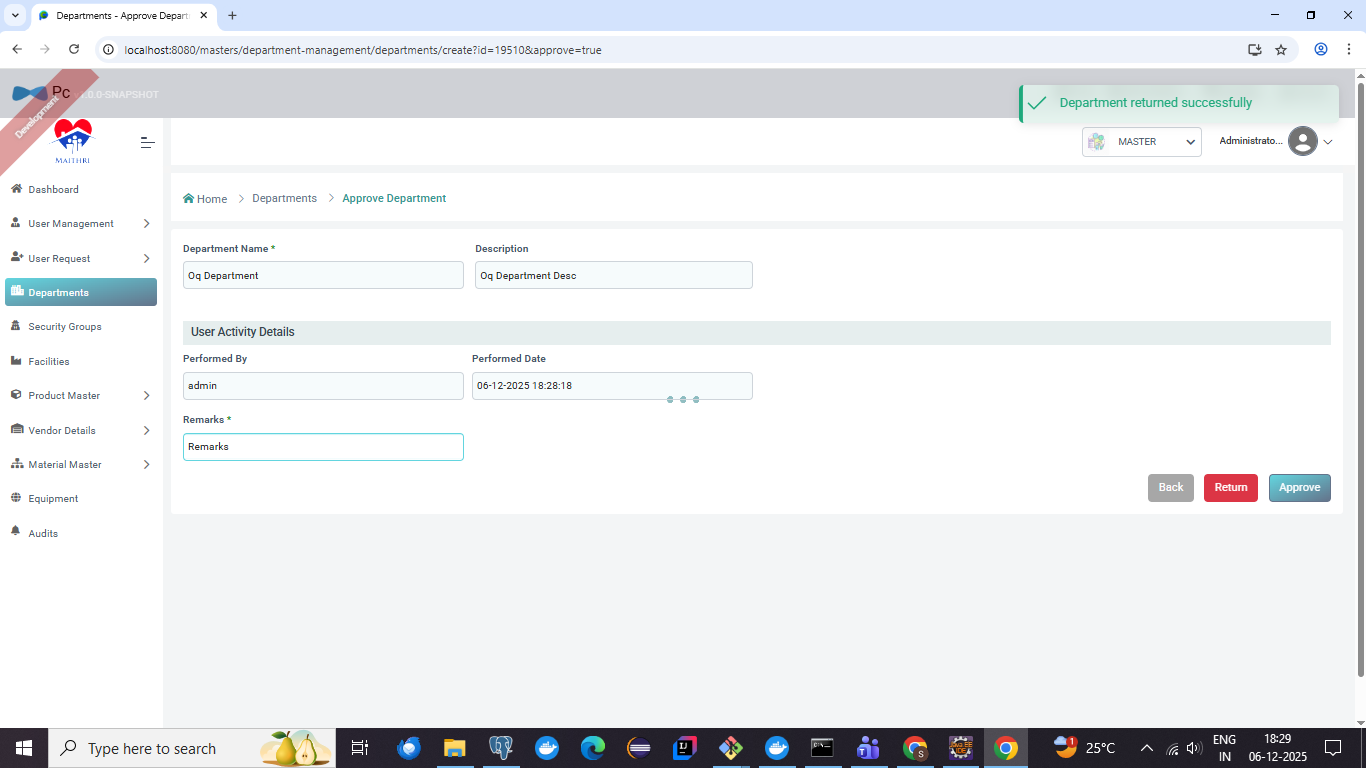 Departments - Approve Depart
localhost:8080/masters/department-management/departments/create?id=19510&approve=true
Pc v1.0.0-SNAPSHOT
Development
MAITHRI
Department returned successfully
MASTER
Administrato...
Dashboard
User Management
User Request
Departments
Security Groups
Facilities
Product Master
Vendor Details
Material Master
Equipment
Audits
Home > Departments > Approve Department
Department Name *
Description
Oq Department
Oq Department Desc
User Activity Details
Performed By
Performed Date
admin
06-12-2025 18:28:18
Remarks *
Remarks
Back
Return
Approve
Type here to search
25°C
ENG
IN
18:29
06-12-2025